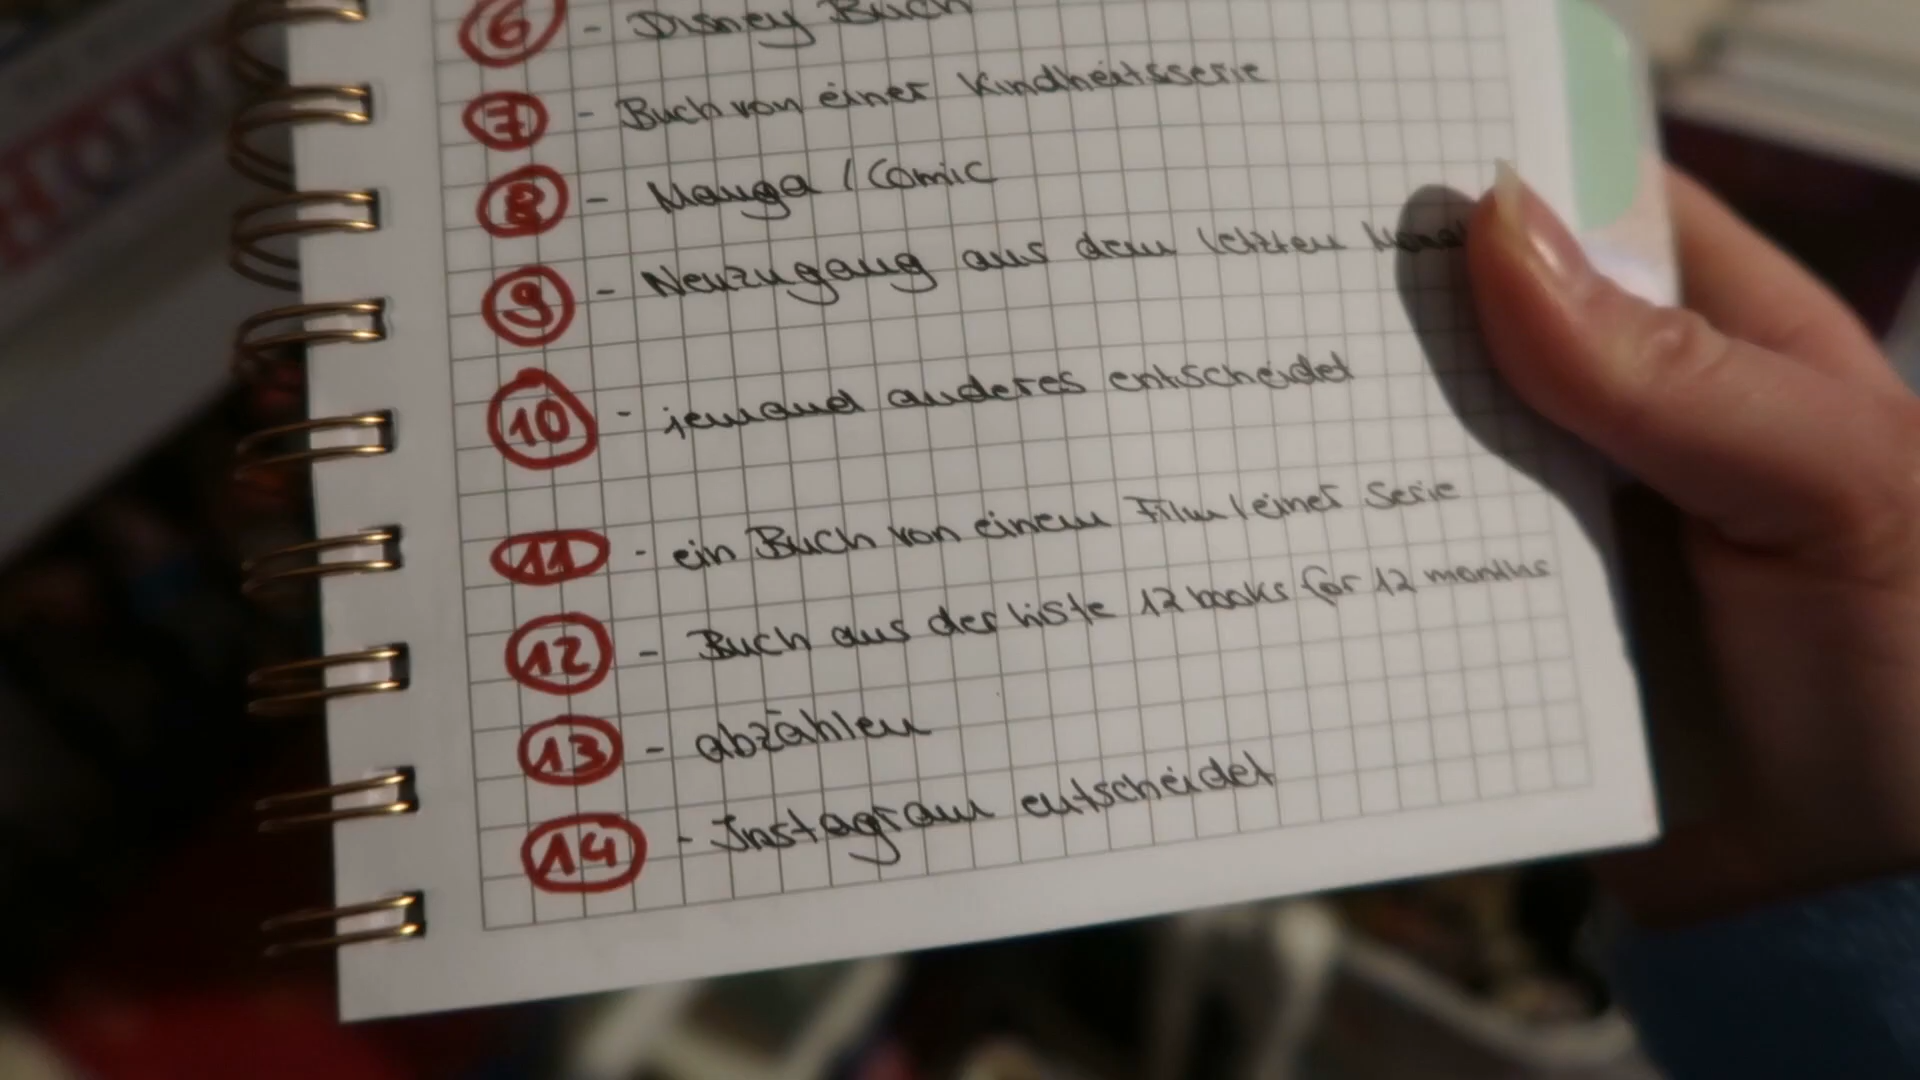 6 - Disney Buch
7 - Buch von einer Kindheitsserie
8 - Manga / Comic
9 - Neuzugang aus dem letzten Monat
10 - jemand anderes entscheidet
11 - ein Buch von einem Film / einer Serie
12 - Buch aus der Liste 12 books for 12 months
13 - abzählen
14 - Instagram entscheidet